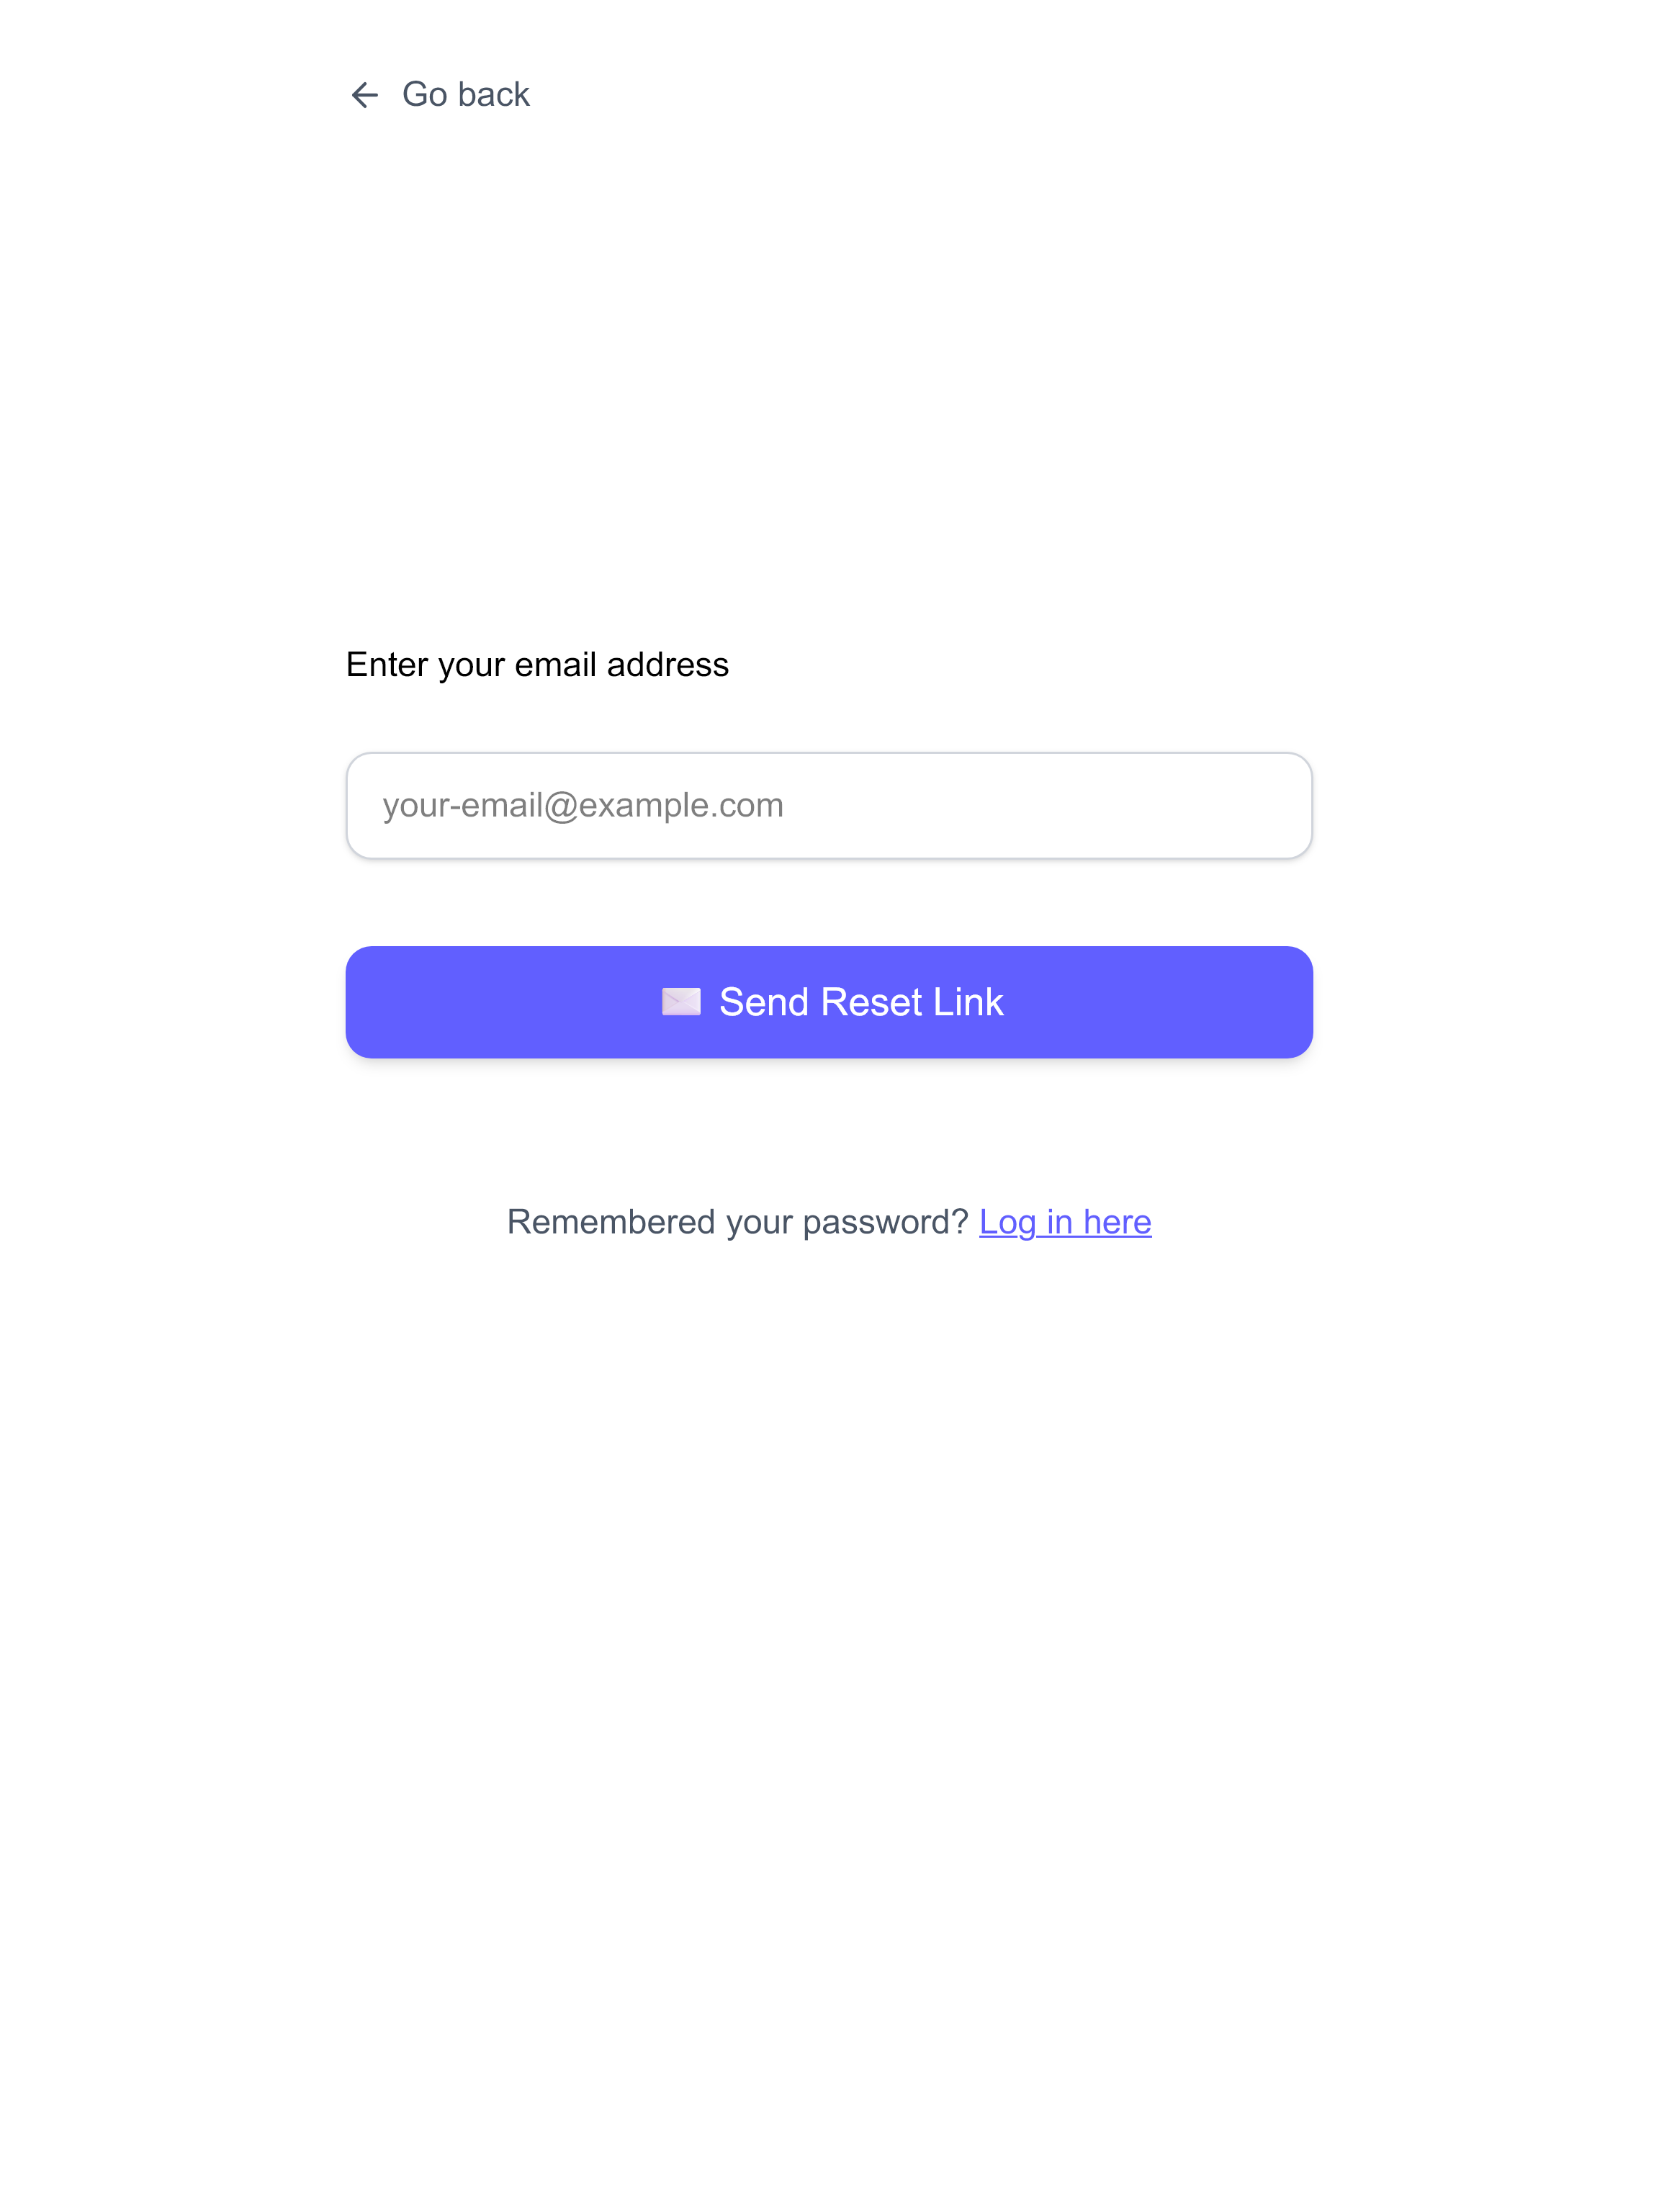 Go back
Enter your email address
your-email@example.com
Send Reset Link
Remembered your password? Log in here